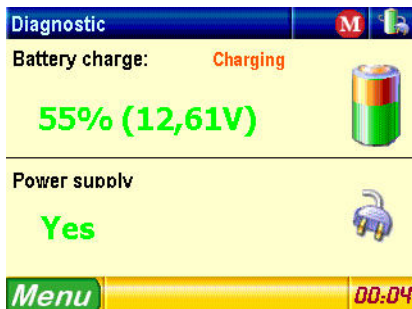 Diagnostic M
Battery charge: Charging
55% (12,61V)
Power supply
Yes
Menu 00:04